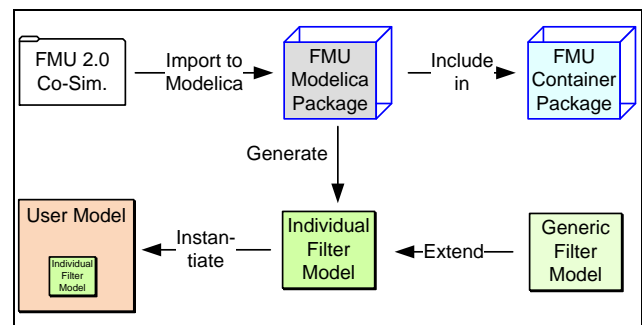 FMU 2.0
Co-Sim.
Import to
Modelica
FMU
Modelica
Package
Include
in
FMU
Container
Package
Generate
User Model
Individual
Filter
Model
Instan-
tiate
Individual
Filter
Model
Extend
Generic
Filter
Model